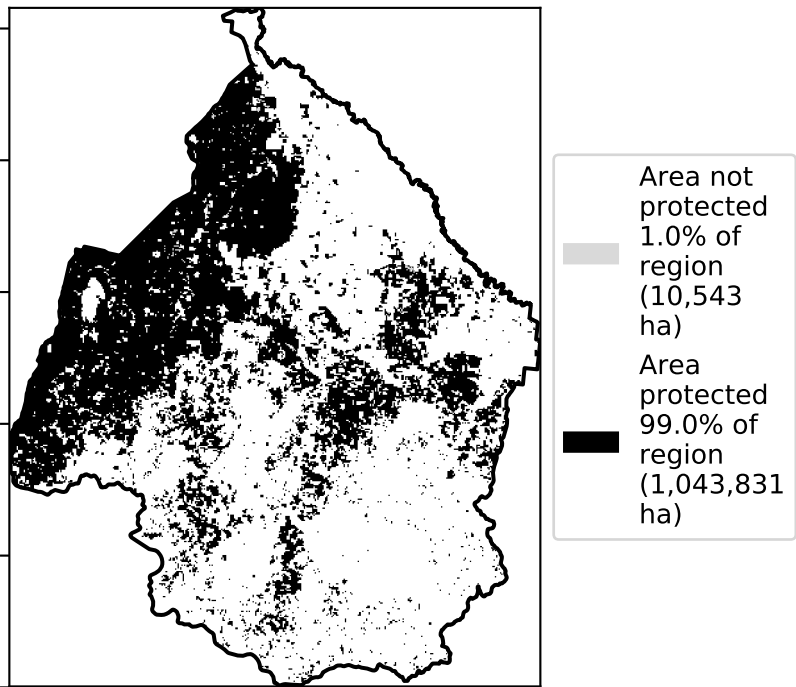 Area not
protected
1.0% of
region
(10,543
ha)
Area
protected
99.0% of
region
(1,043,831
ha)